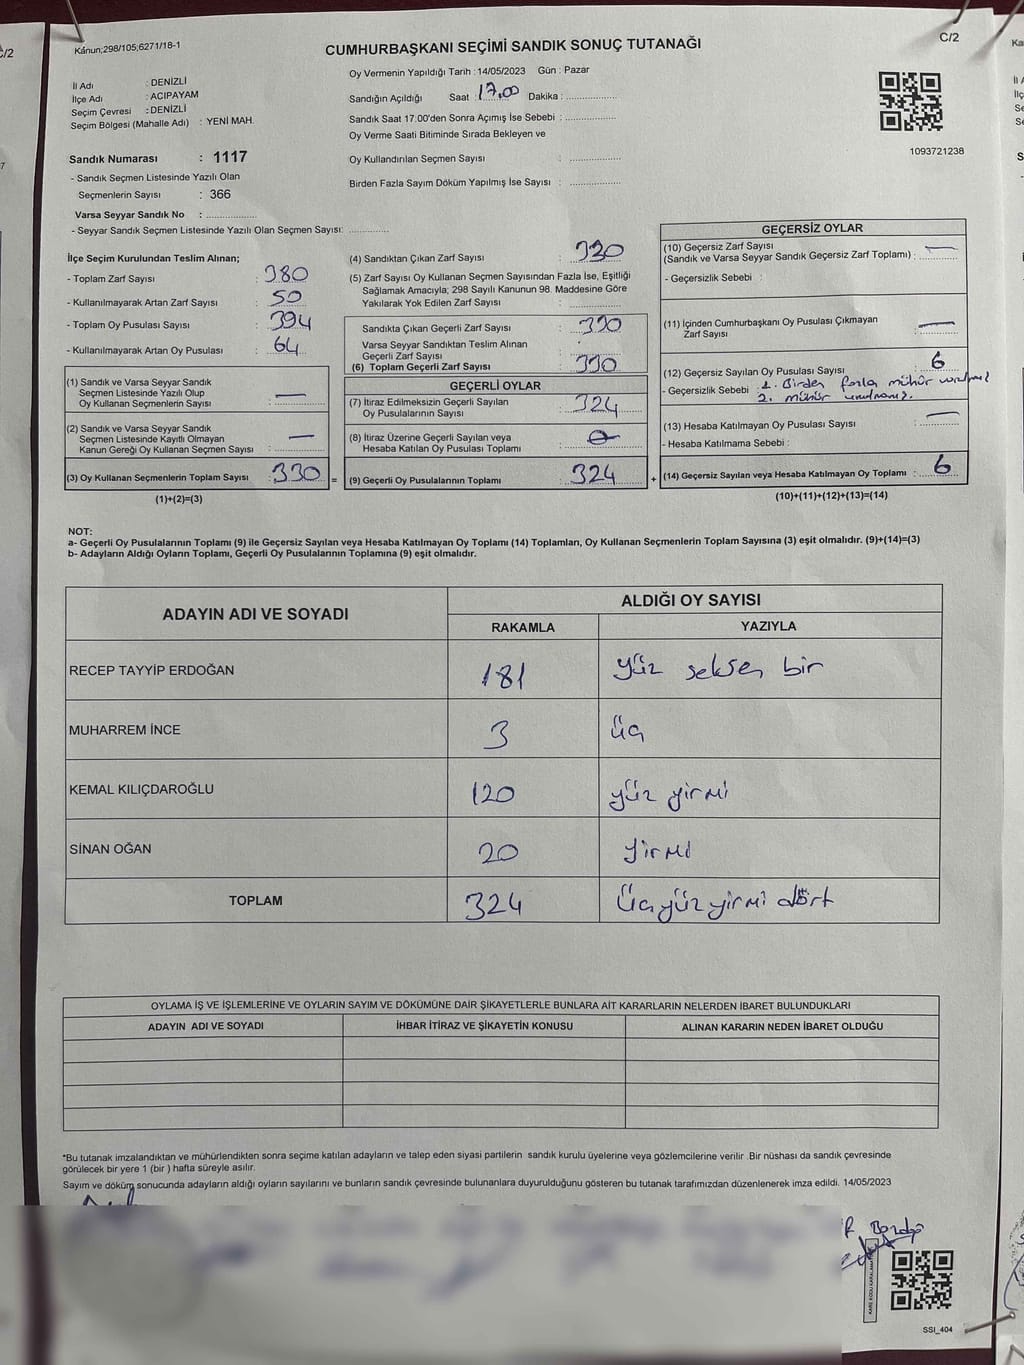 Kânun;298/105;6271/18-1
CUMHURBAŞKANI SEÇİMİ SANDIK SONUÇ TUTANAĞI
C/2
İl Adı : DENİZLİ
İlçe Adı : ACIPAYAM
Seçim Çevresi : DENİZLİ
Seçim Bölgesi (Mahalle Adı) : YENİ MAH.
Sandık Numarası : 1117
- Sandık Seçmen Listesinde Yazılı Olan
Seçmenlerin Sayısı : 366
Varsa Seyyar Sandık No : ................
- Seyyar Sandık Seçmen Listesinde Yazılı Olan Seçmen Sayısı: .............
Oy Vermenin Yapıldığı Tarih : 14/05/2023 Gün : Pazar
Sandığın Açıldığı Saat : 17,00 Dakika : ................
Sandık Saat 17:00'den Sonra Açımış İse Sebebi : ................
Oy Verme Saati Bitiminde Sırada Bekleyen ve
Oy Kullandırılan Seçmen Sayısı : ................
Birden Fazla Sayım Döküm Yapılmış İse Sayısı : ................
1093721238
İlçe Seçim Kurulundan Teslim Alınan;
- Toplam Zarf Sayısı : 380
- Kullanılmayarak Artan Zarf Sayısı : 50
- Toplam Oy Pusulası Sayısı : 394
- Kullanılmayarak Artan Oy Pusulası : 64
(1) Sandık ve Varsa Seyyar Sandık
Seçmen Listesinde Yazılı Olup
Oy Kullanan Seçmenlerin Sayısı : —
(2) Sandık ve Varsa Seyyar Sandık
Seçmen Listesinde Kayıtlı Olmayan
Kanun Gereği Oy Kullanan Seçmen Sayısı : —
(3) Oy Kullanan Seçmenlerin Toplam Sayısı : 330 =
(1)+(2)=(3)
(4) Sandıktan Çıkan Zarf Sayısı : 330
(5) Zarf Sayısı Oy Kullanan Seçmen Sayısından Fazla İse, Eşitliği
Sağlamak Amacıyla; 298 Sayılı Kanunun 98. Maddesine Göre
Yakılarak Yok Edilen Zarf Sayısı : ................
Sandıkta Çıkan Geçerli Zarf Sayısı : 330
Varsa Seyyar Sandıktan Teslim Alınan
Geçerli Zarf Sayısı : ................
(6) Toplam Geçerli Zarf Sayısı : 330
GEÇERLİ OYLAR
(7) İtiraz Edilmeksizin Geçerli Sayılan
Oy Pusulalarının Sayısı : 324
(8) İtiraz Üzerine Geçerli Sayılan veya
Hesaba Katılan Oy Pusulası Toplamı : 0
(9) Geçerli Oy Pusulalarının Toplamı : 324 +
GEÇERSİZ OYLAR
(10) Geçersiz Zarf Sayısı
(Sandık ve Varsa Seyyar Sandık Geçersiz Zarf Toplamı) : —
- Geçersizlik Sebebi :
(11) İçinden Cumhurbaşkanı Oy Pusulası Çıkmayan
Zarf Sayısı : —
(12) Geçersiz Sayılan Oy Pusulası Sayısı : 6
- Geçersizlik Sebebi : 1. Birden fazla mühür vurulması
2. mühür vurulmamış.
(13) Hesaba Katılmayan Oy Pusulası Sayısı : —
- Hesaba Katılmama Sebebi :
(14) Geçersiz Sayılan veya Hesaba Katılmayan Oy Toplamı : 6
(10)+(11)+(12)+(13)=(14)
NOT:
a- Geçerli Oy Pusulalarının Toplamı (9) ile Geçersiz Sayılan veya Hesaba Katılmayan Oy Toplamı (14) Toplamları, Oy Kullanan Seçmenlerin Toplam Sayısına (3) eşit olmalıdır. (9)+(14)=(3)
b- Adayların Aldığı Oyların Toplamı, Geçerli Oy Pusulalarının Toplamına (9) eşit olmalıdır.
ADAYIN ADI VE SOYADI ALDIĞI OY SAYISI
RAKAMLA YAZIYLA
RECEP TAYYİP ERDOĞAN 181 yüz seksen bir
MUHARREM İNCE 3 üç
KEMAL KILIÇDAROĞLU 120 yüz yirmi
SİNAN OĞAN 20 yirmi
TOPLAM 324 üçyüzyirmi dört
OYLAMA İŞ VE İŞLEMLERİNE VE OYLARIN SAYIM VE DÖKÜMÜNE DAİR ŞİKAYETLERLE BUNLARA AİT KARARLARIN NELERDEN İBARET BULUNDUKLARI
ADAYIN ADI VE SOYADI İHBAR İTİRAZ VE ŞİKAYETİN KONUSU ALINAN KARARIN NEDEN İBARET OLDUĞU
*Bu tutanak imzalandıktan ve mühürlendikten sonra seçime katılan adayların ve talep eden siyasi partilerin sandık kurulu üyelerine veya gözlemcilerine verilir .Bir nüshası da sandık çevresinde
görülecek bir yere 1 (bir ) hafta süreyle asılır.
Sayım ve döküm sonucunda adayların aldığı oyların sayılarını ve bunların sandık çevresinde bulunanlara duyurulduğunu gösteren bu tutanak tarafımızdan düzenlenerek imza edildi. 14/05/2023
SSİ_404